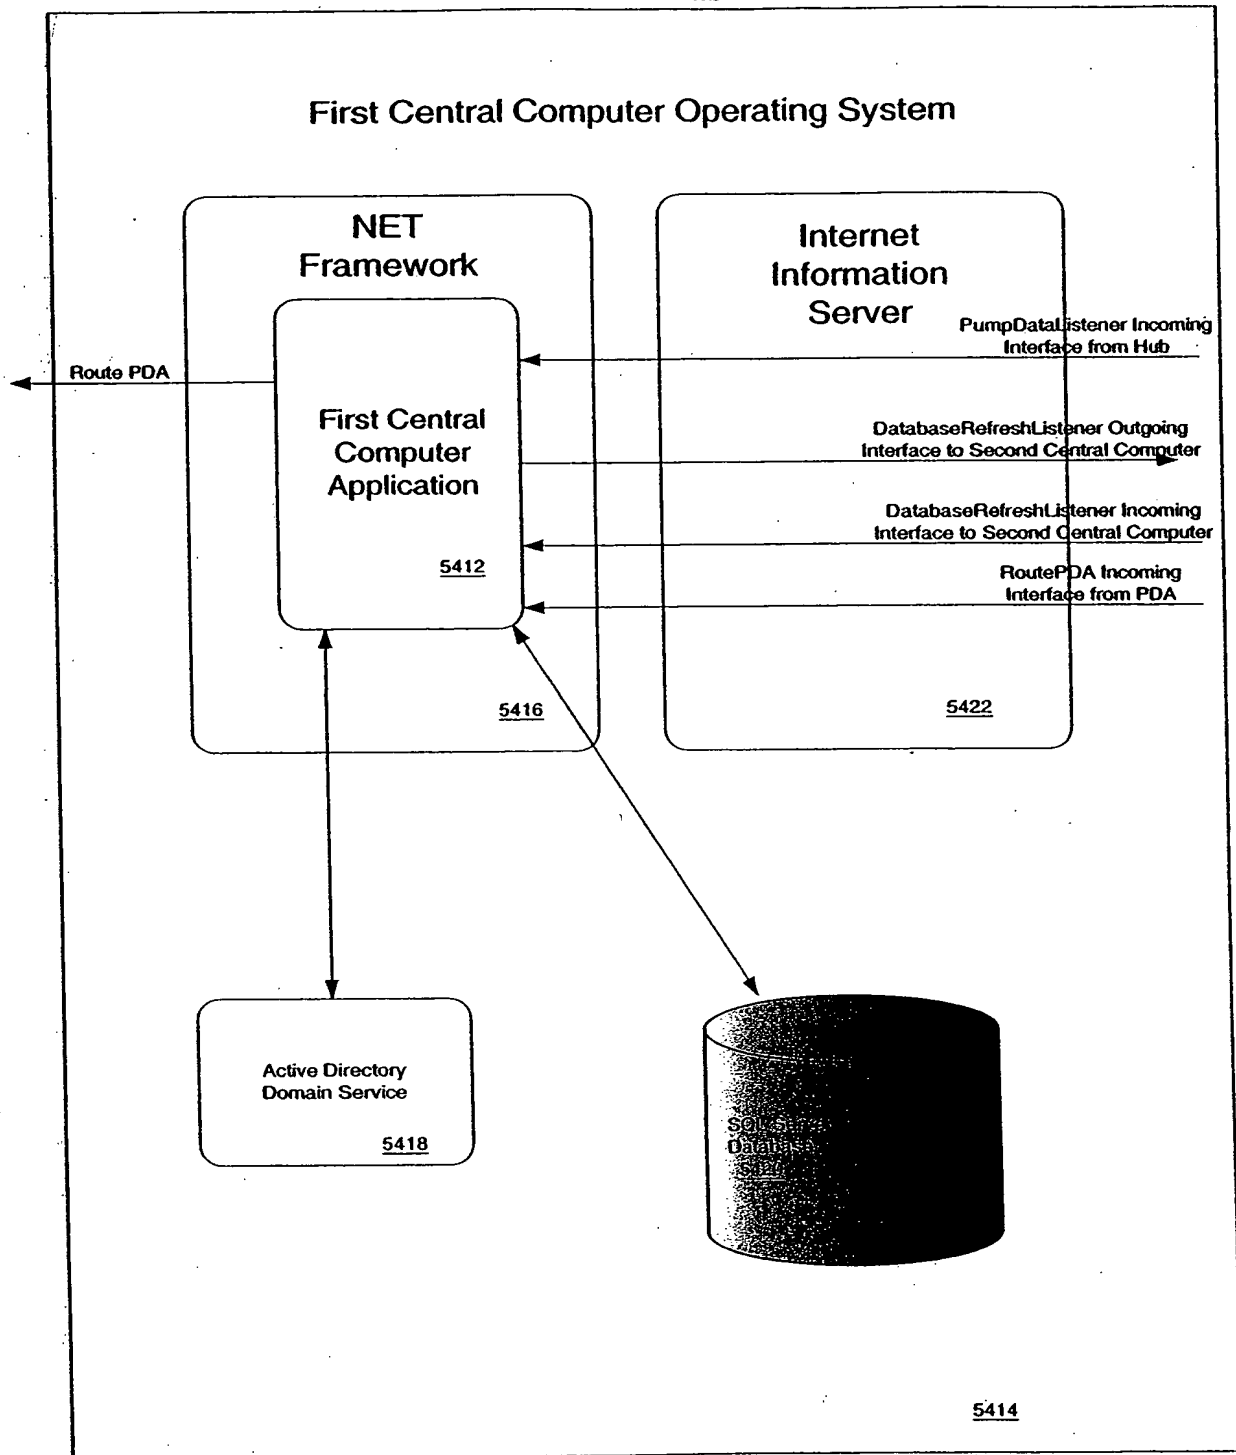 First Central Computer Operating System
NET
Framework
Internet
Information
Server
PumpDataListener Incoming
Interface from Hub
Route PDA
First Central
Computer
Application
DatabaseRefreshListener Outgoing
Interface to Second Central Computer
DatabaseRefreshListener Incoming
Interface to Second Central Computer
5412
RoutePDA Incoming
Interface from PDA
5416
5422
Active Directory
Domain Service
5418
SQL
Database
5414